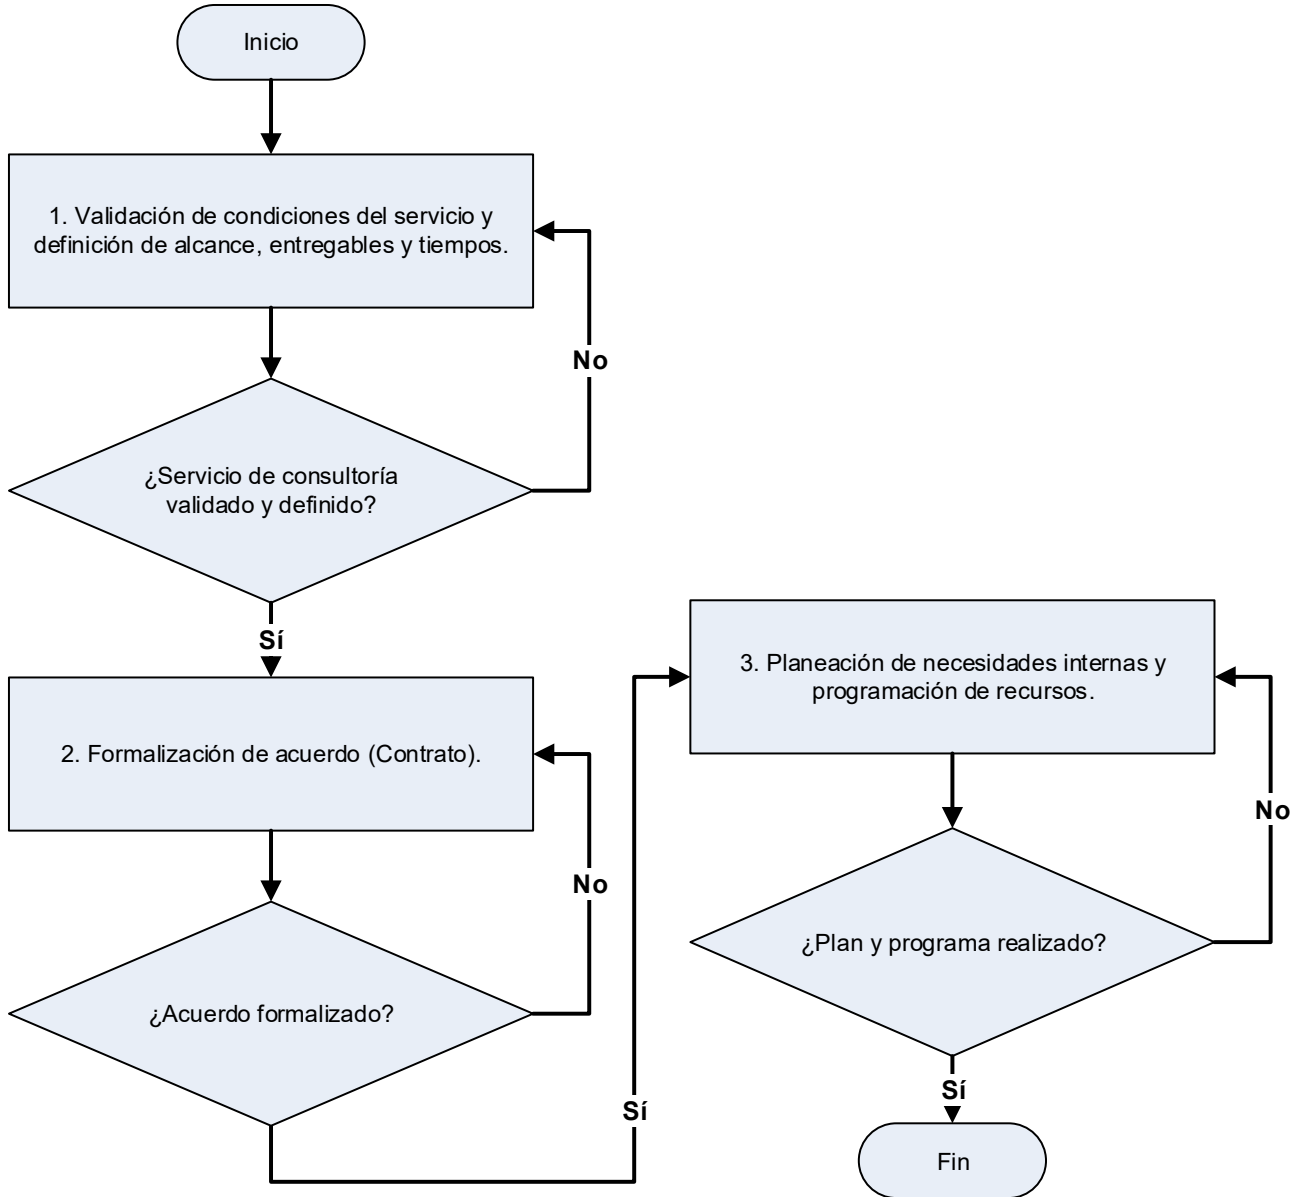 Inicio
1. Validación de condiciones del servicio y
definición de alcance, entregables y tiempos.
No
¿Servicio de consultoría
validado y definido?
Sí
2. Formalización de acuerdo (Contrato).
No
¿Acuerdo formalizado?
Sí
3. Planeación de necesidades internas y
programación de recursos.
No
¿Plan y programa realizado?
Sí
Fin